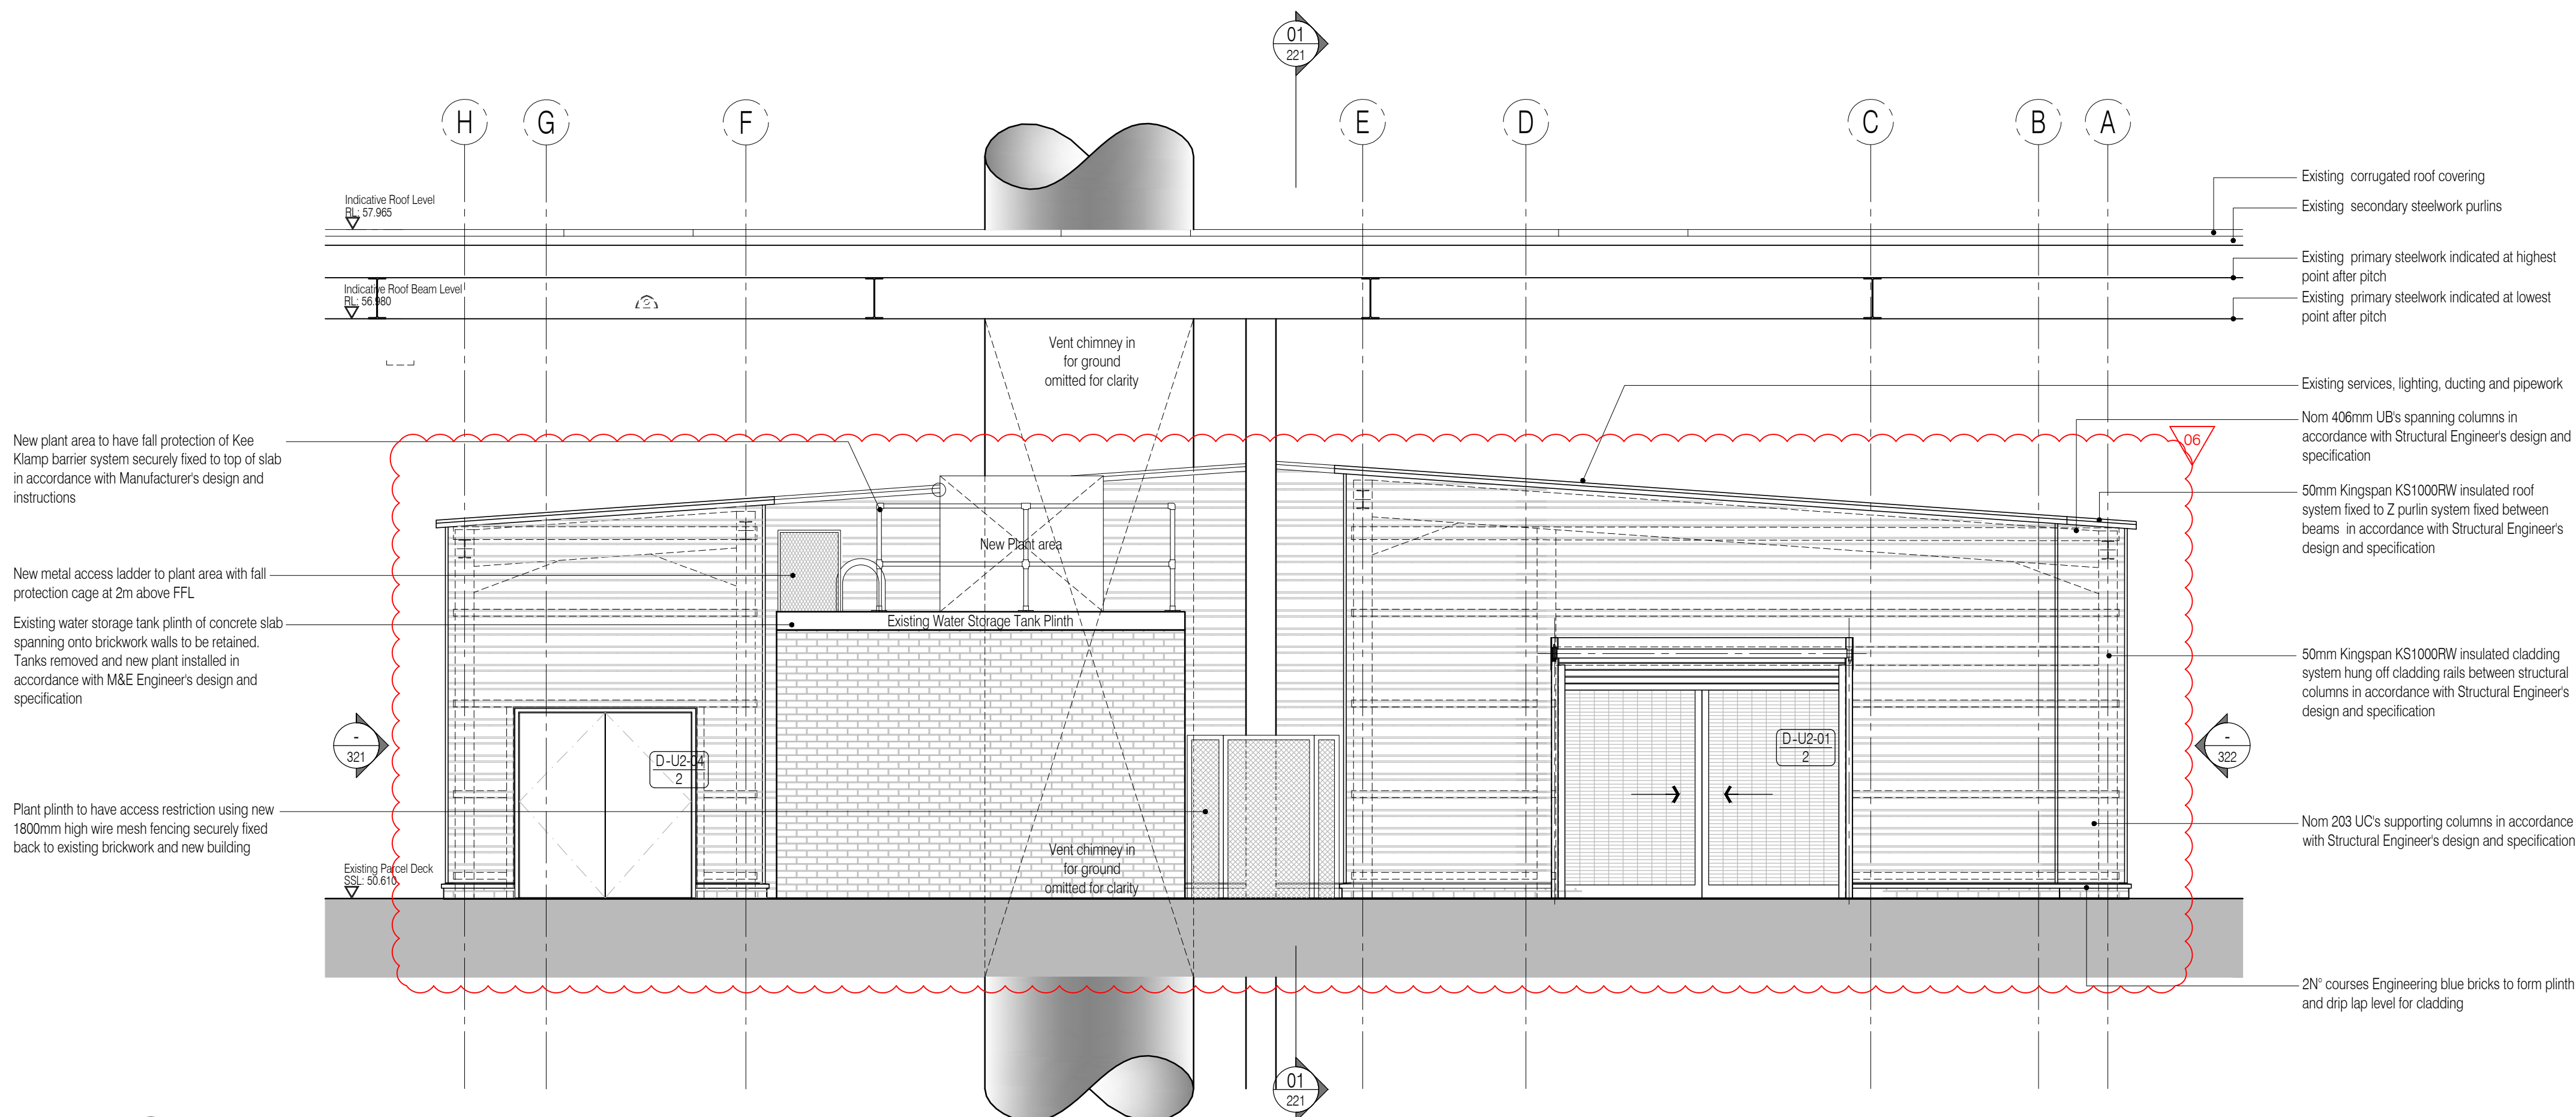 01
221
H
G
F
E
D
C
B
A
Indicative Roof Level
RL: 57.965
Indicative Roof Beam Level
RL: 56.980
Existing corrugated roof covering
Existing secondary steelwork purlins
Existing primary steelwork indicated at highest
point after pitch
Existing primary steelwork indicated at lowest
point after pitch
Vent chimney in
for ground
omitted for clarity
Existing services, lighting, ducting and pipework
Nom 406mm UB's spanning columns in
accordance with Structural Engineer's design and
specification
06
New plant area to have fall protection of Kee
Klamp barrier system securely fixed to top of slab
in accordance with Manufacturer's design and
instructions
50mm Kingspan KS1000RW insulated roof
system fixed to Z purlin system fixed between
beams in accordance with Structural Engineer's
design and specification
New Plant area
New metal access ladder to plant area with fall
protection cage at 2m above FFL
Existing water storage tank plinth of concrete slab
spanning onto brickwork walls to be retained.
Tanks removed and new plant installed in
accordance with M&E Engineer's design and
specification
Existing Water Storage Tank Plinth
50mm Kingspan KS1000RW insulated cladding
system hung off cladding rails between structural
columns in accordance with Structural Engineer's
design and specification
-
321
D-U2-04
2
D-U2-01
2
-
322
Plant plinth to have access restriction using new
1800mm high wire mesh fencing securely fixed
back to existing brickwork and new building
Nom 203 UC's supporting columns in accordance
with Structural Engineer's design and specification
Vent chimney in
for ground
omitted for clarity
Existing Parcel Deck
SSL: 50.610
2N° courses Engineering blue bricks to form plinth
and drip lap level for cladding
01
221